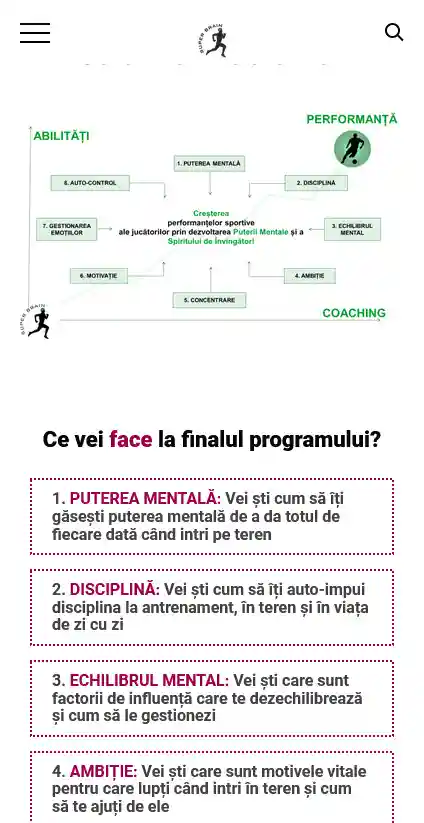 SUPER BRAIN
PERFORMANȚĂ
ABILITĂȚI
1. PUTEREA MENTALĂ
6. AUTO-CONTROL
2. DISCIPLINĂ
Creșterea
performanțelor sportive
ale jucătorilor prin dezvoltarea Puterii Mentale și a
Spiritului de Învingător!
7. GESTIONAREA
EMOȚIILOR
3. ECHILIBRUL
MENTAL
6. MOTIVAȚIE
4. AMBIȚIE
5. CONCENTRARE
SUPER BRAIN
COACHING
Ce vei face la finalul programului?
1. PUTEREA MENTALĂ: Vei ști cum să îți
găsești puterea mentală de a da totul de
fiecare dată când intri pe teren
2. DISCIPLINĂ: Vei ști cum să îți auto-impui
disciplina la antrenament, în teren și în viața
de zi cu zi
3. ECHILIBRUL MENTAL: Vei ști care sunt
factorii de influență care te dezechilibrează
și cum să le gestionezi
4. AMBIȚIE: Vei ști care sunt motivele vitale
pentru care lupți când intri în teren și cum
să te ajuți de ele